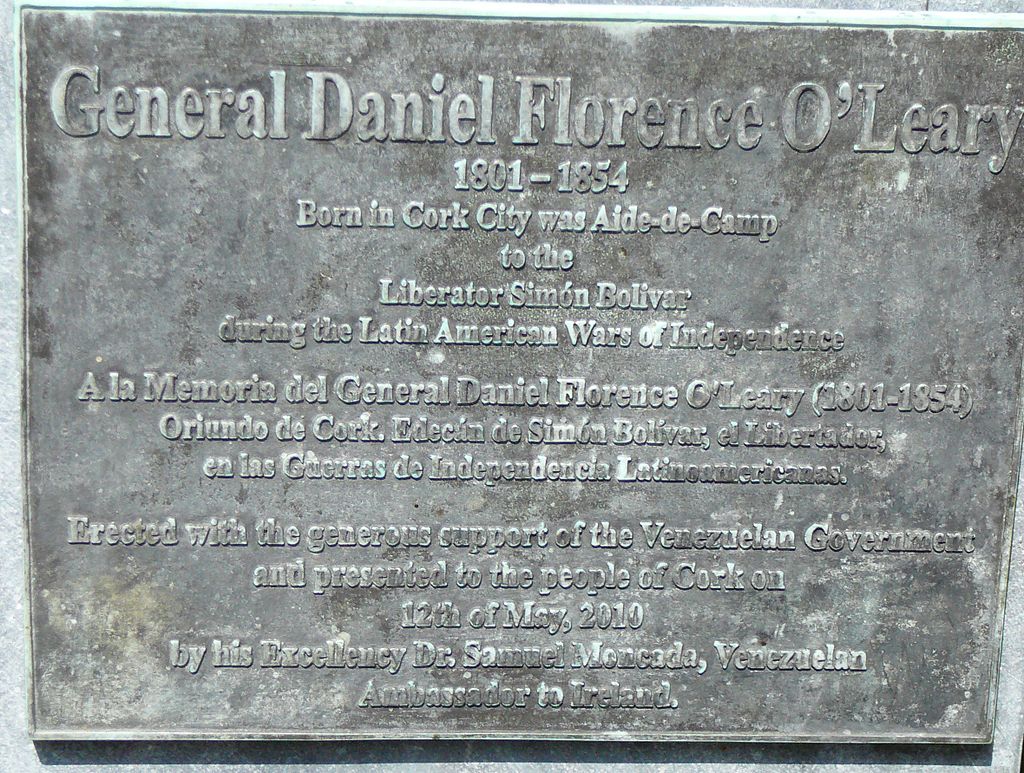 General Daniel Florence O'Leary
1801 – 1854
Born in Cork City was Aide-de-Camp
to the
Liberator Simón Bolivar
during the Latin American Wars of Independence
A la Memoria del General Daniel Florence O'Leary (1801-1854)
Oriundo de Cork. Edecán de Simón Bolívar, el Libertador,
en las Guerras de Independencia Latinoamericanas.
Erected with the generous support of the Venezuelan Government
and presented to the people of Cork on
12th of May, 2010
by his Excellency Dr. Samuel Moncada, Venezuelan
Ambassador to Ireland.